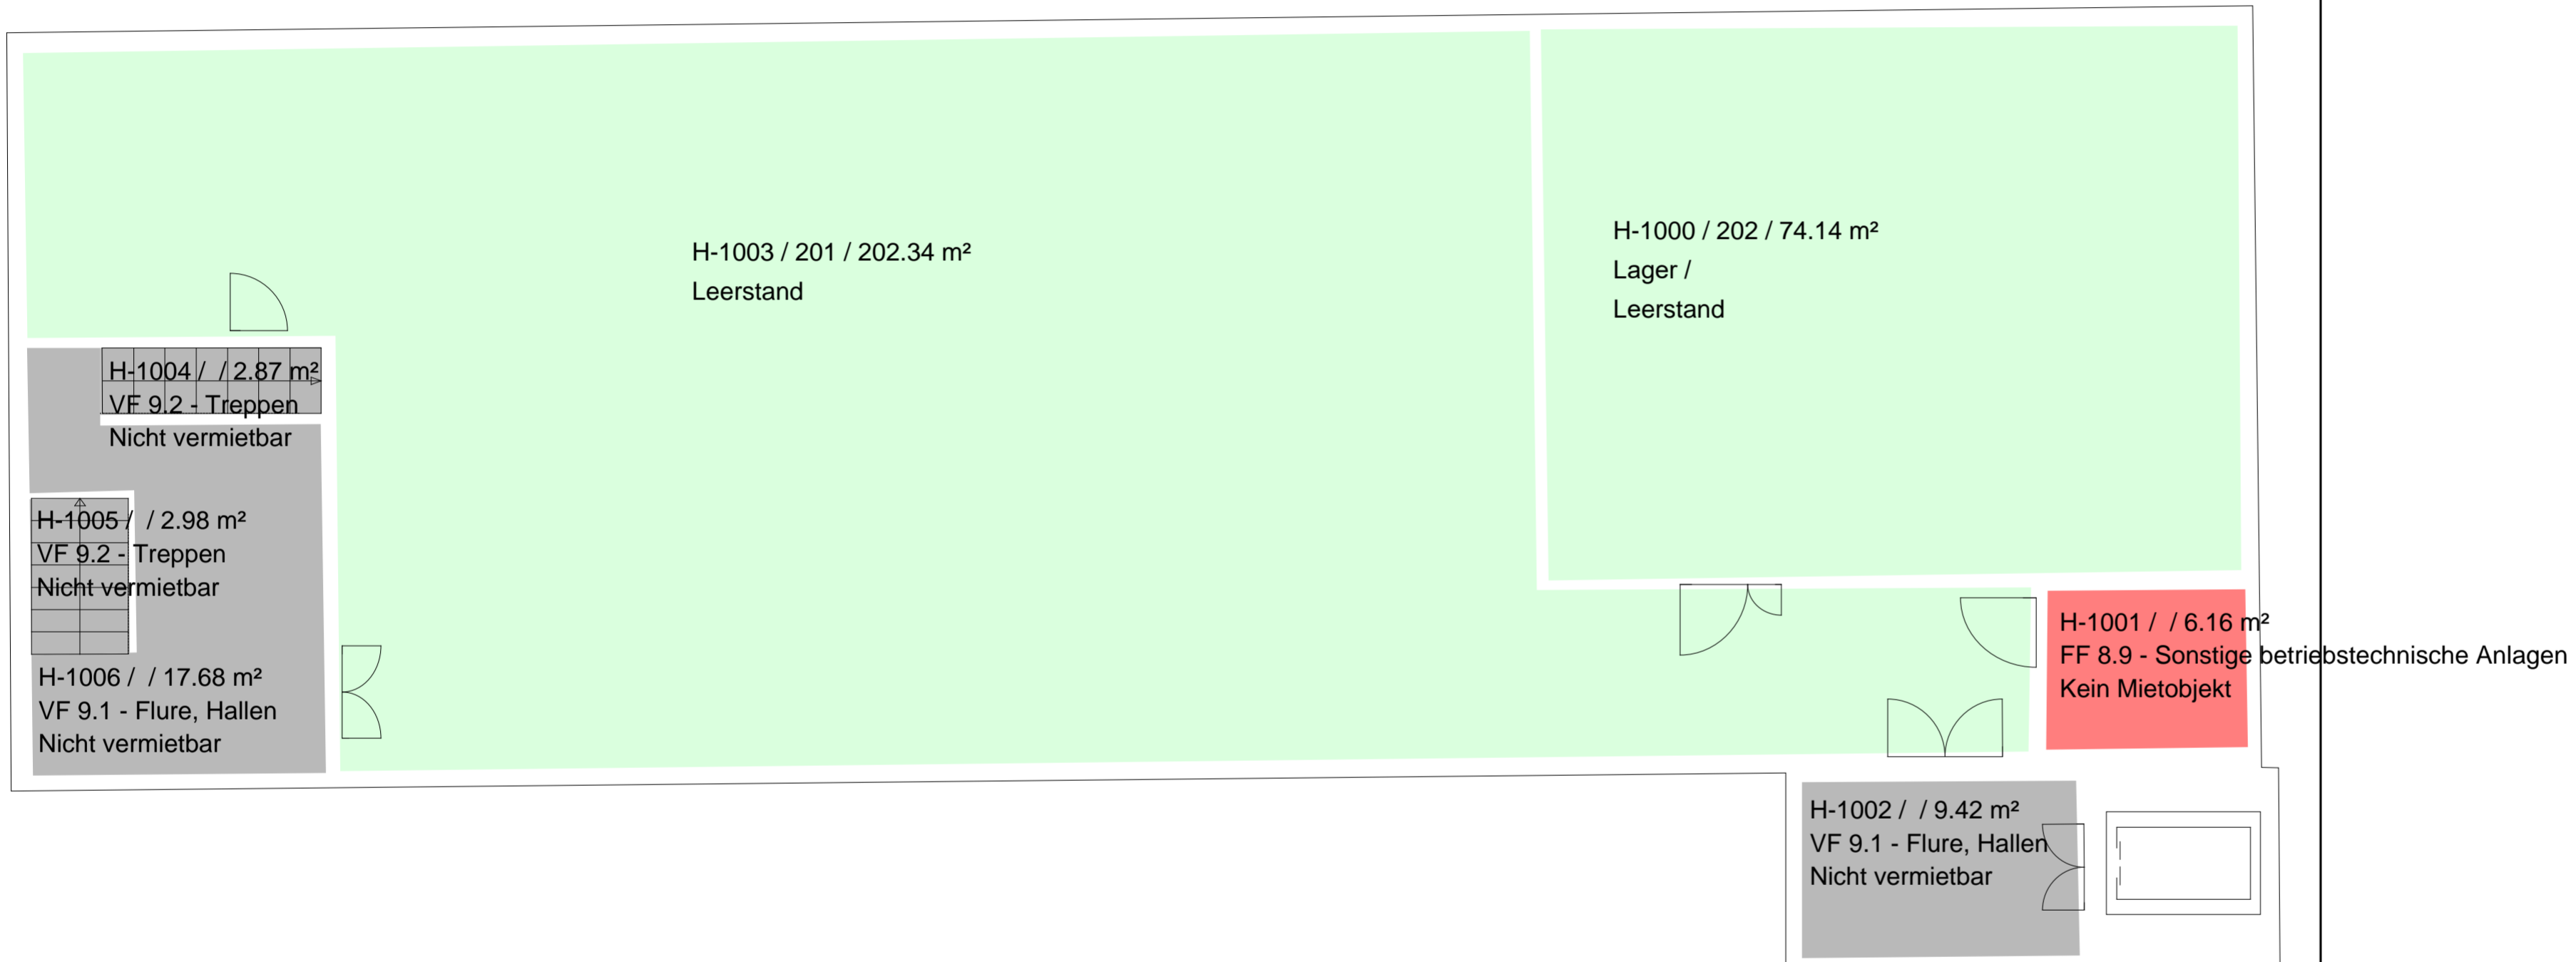 H-1003 / 201 / 202.34 m²
Leerstand
H-1000 / 202 / 74.14 m²
Lager /
Leerstand
H-1004 /  / 2.87 m²
VF 9.2 - Treppen
Nicht vermietbar
H-1005 /  / 2.98 m²
VF 9.2 - Treppen
Nicht vermietbar
H-1006 /  / 17.68 m²
VF 9.1 - Flure, Hallen
Nicht vermietbar
H-1001 /  / 6.16 m²
FF 8.9 - Sonstige betriebstechnische Anlagen
Kein Mietobjekt
H-1002 /  / 9.42 m²
VF 9.1 - Flure, Hallen
Nicht vermietbar